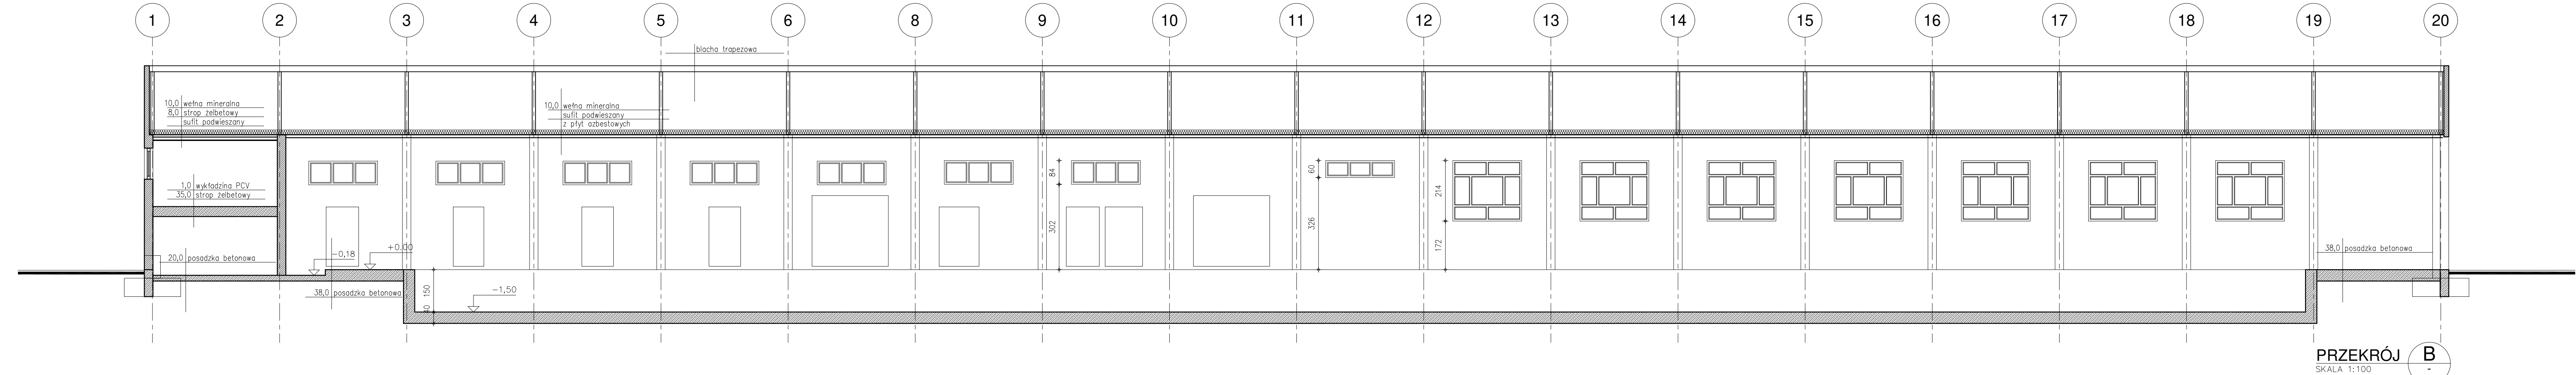 1 2 3 4 5 6 8 9 10 11 12 13 14 15 16 17 18 19 20
blacha trapezowa
10,0 wełna mineralna
8,0 strop żelbetowy
sufit podwieszany
10,0 wełna mineralna
sufit podwieszany
z płyt azbestowych
1,0 wykładzina PCV
35,0 strop żelbetowy
84
302
60
326
214
172
20,0 posadzka betonowa
-0,18
+0.00
38,0 posadzka betonowa
38,0 posadzka betonowa
150
40
-1,50
PRZEKRÓJ B
SKALA 1:100 -